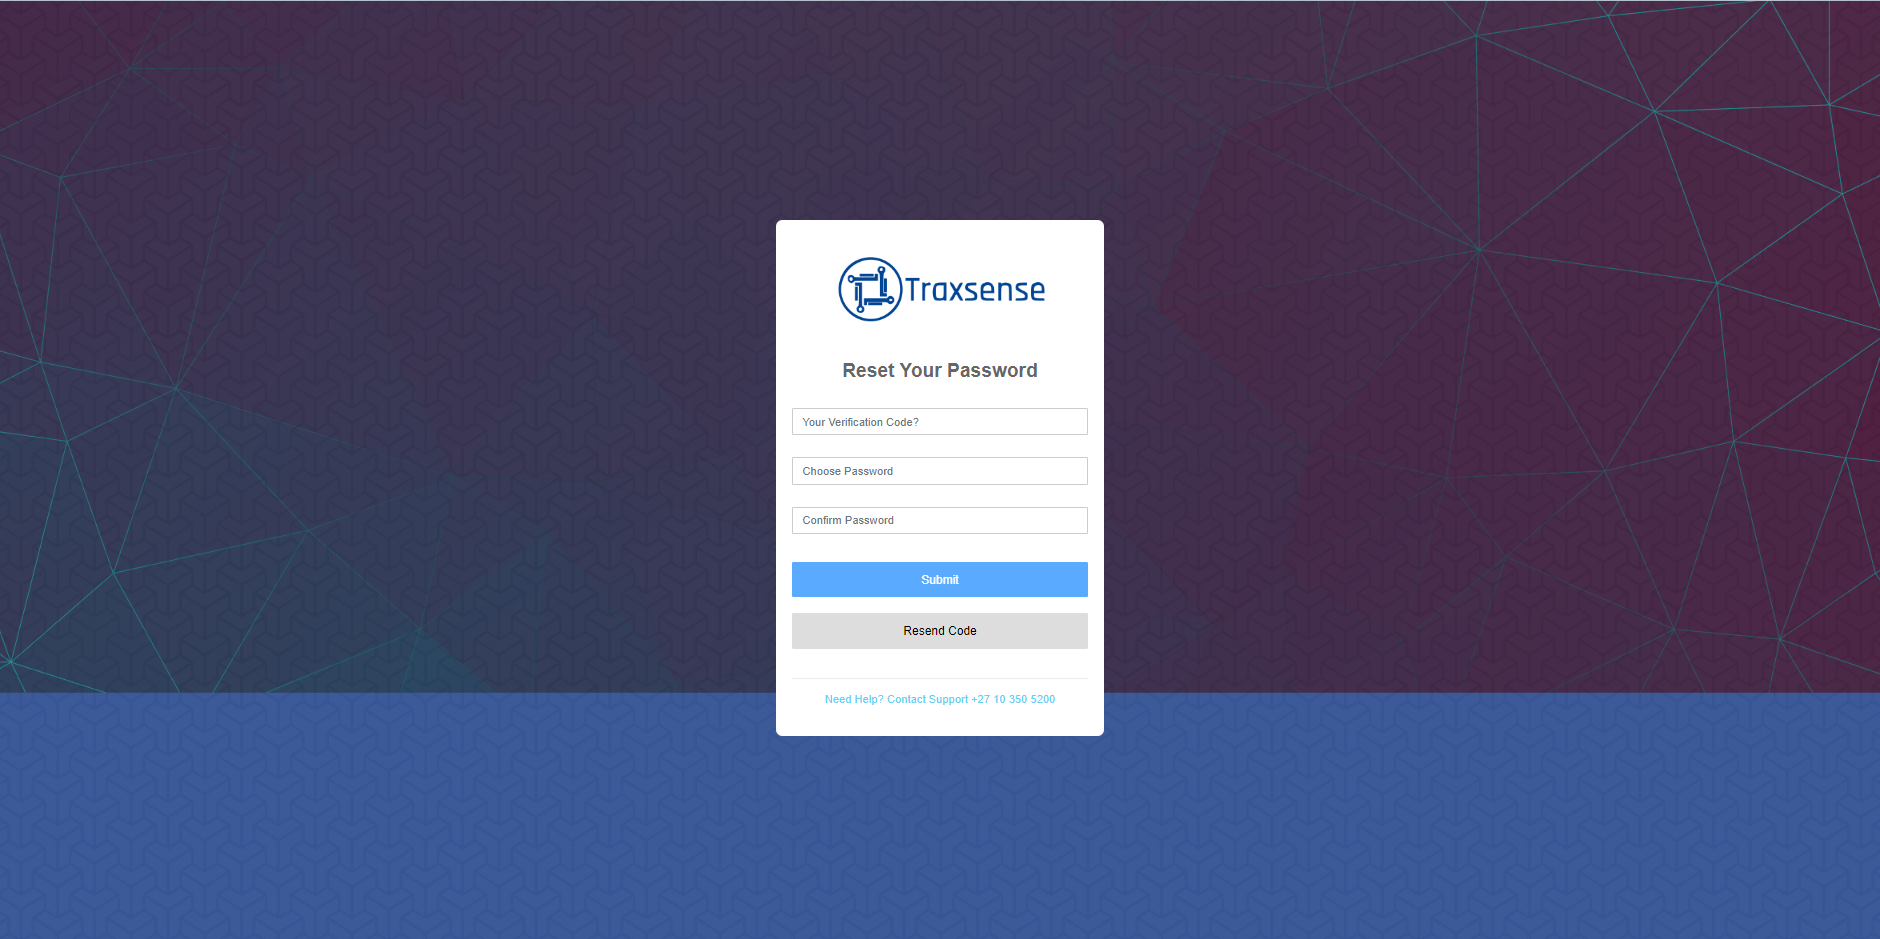 Traxsense
Reset Your Password
Your Verification Code?
Choose Password
Confirm Password
Submit
Resend Code
Need Help? Contact Support +27 10 350 5200